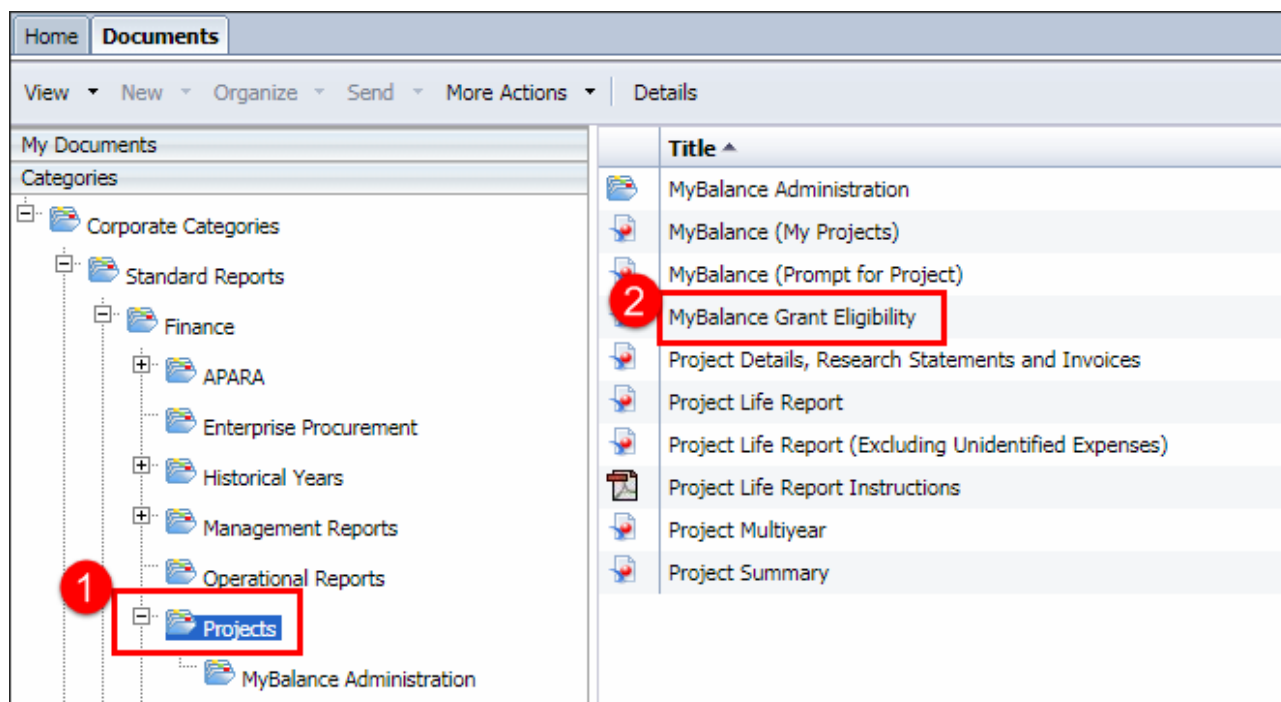 Home Documents
View New Organize Send More Actions Details
My Documents
Categories
Corporate Categories
Standard Reports
Finance
APARA
Enterprise Procurement
Historical Years
Management Reports
Operational Reports
1
Projects
MyBalance Administration
Title
MyBalance Administration
MyBalance (My Projects)
MyBalance (Prompt for Project)
2
MyBalance Grant Eligibility
Project Details, Research Statements and Invoices
Project Life Report
Project Life Report (Excluding Unidentified Expenses)
Project Life Report Instructions
Project Multiyear
Project Summary